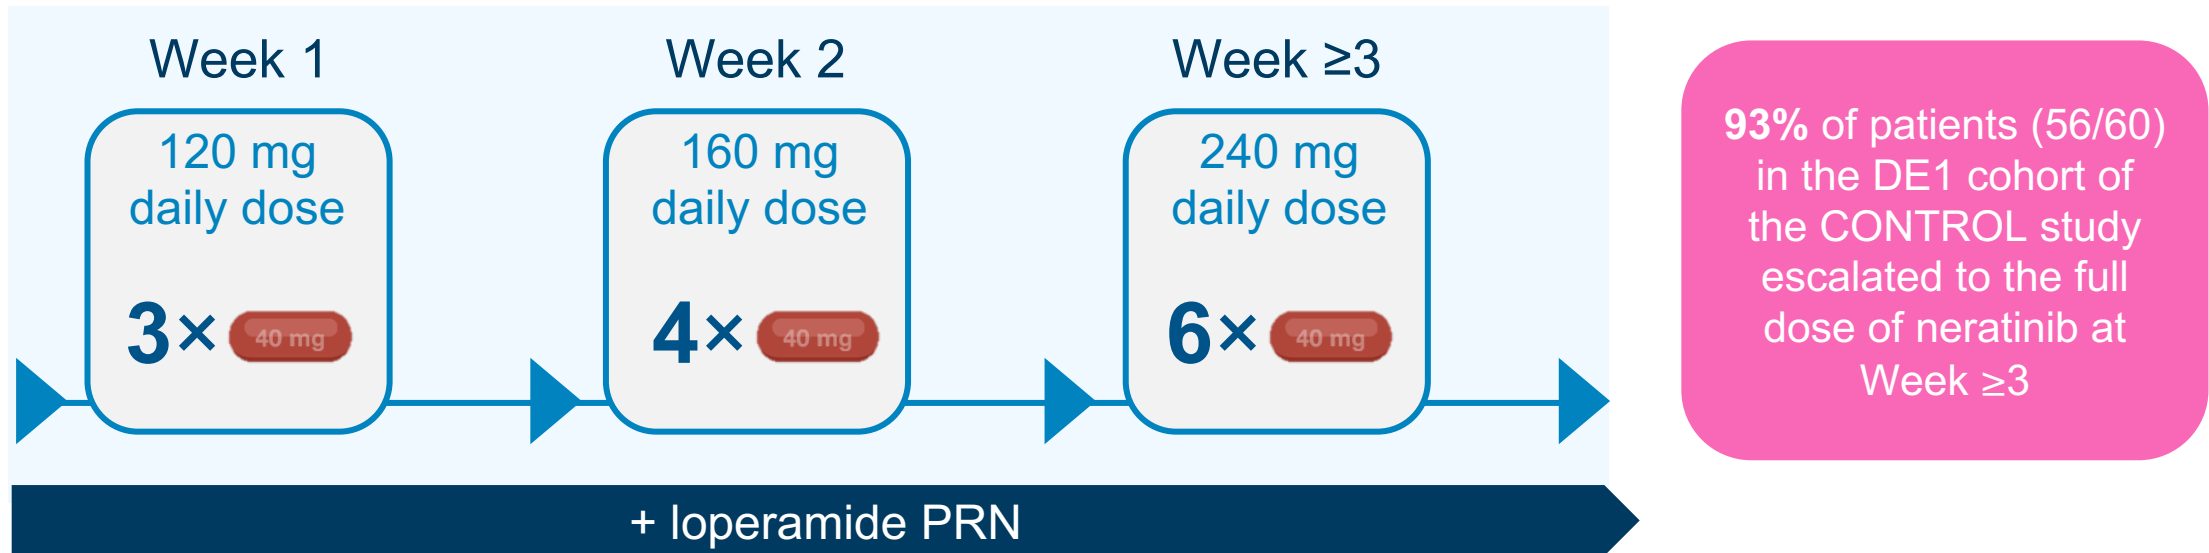 Week 1
120 mg
daily dose
3× 40 mg
Week 2
160 mg
daily dose
4× 40 mg
Week ≥3
240 mg
daily dose
6× 40 mg
+ loperamide PRN
93% of patients (56/60)
in the DE1 cohort of
the CONTROL study
escalated to the full
dose of neratinib at
Week ≥3